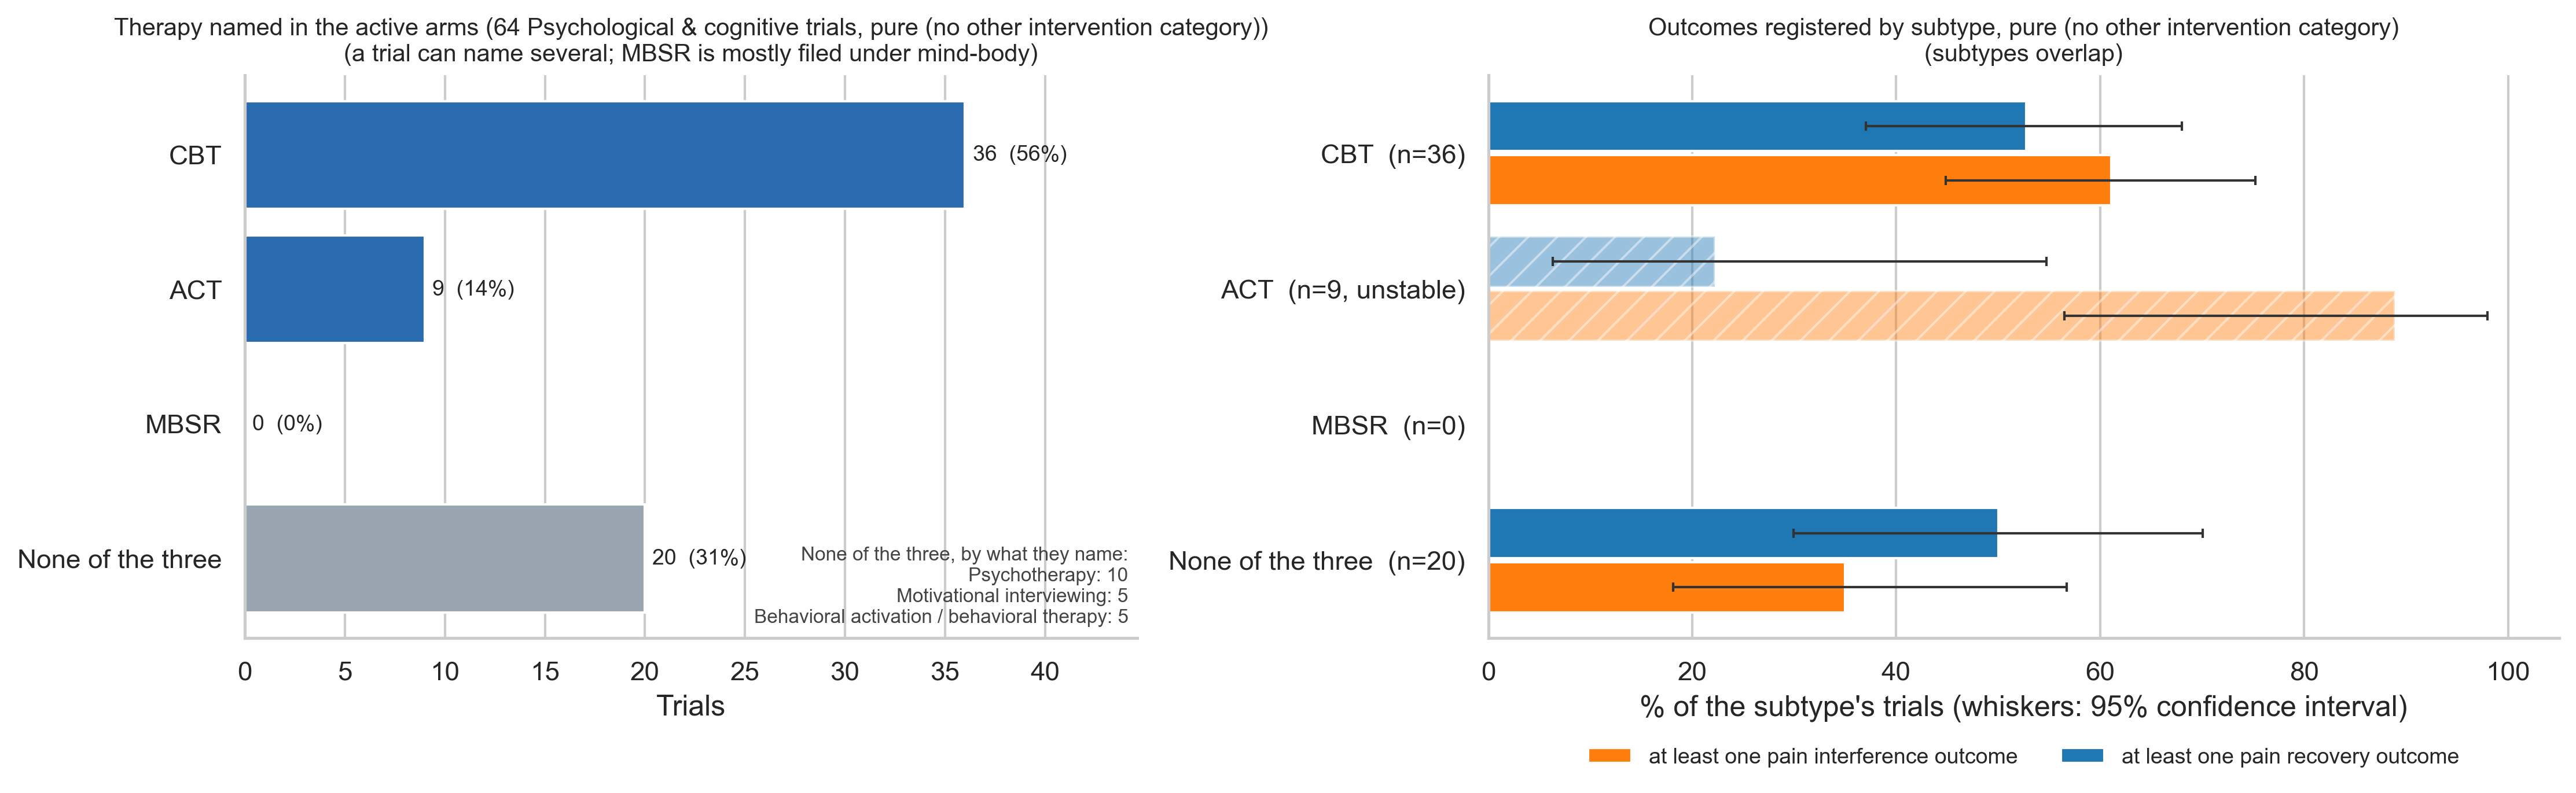 Therapy named in the active arms (64 Psychological & cognitive trials, pure (no other intervention category))
(a trial can name several; MBSR is mostly filed under mind-body)
CBT
36 (56%)
ACT
9 (14%)
MBSR
0 (0%)
None of the three
20 (31%)
None of the three, by what they name:
Psychotherapy: 10
Motivational interviewing: 5
Behavioral activation / behavioral therapy: 5
0 5 10 15 20 25 30 35 40
Trials
Outcomes registered by subtype, pure (no other intervention category)
(subtypes overlap)
CBT (n=36)
ACT (n=9, unstable)
MBSR (n=0)
None of the three (n=20)
0 20 40 60 80 100
% of the subtype's trials (whiskers: 95% confidence interval)
at least one pain interference outcome
at least one pain recovery outcome